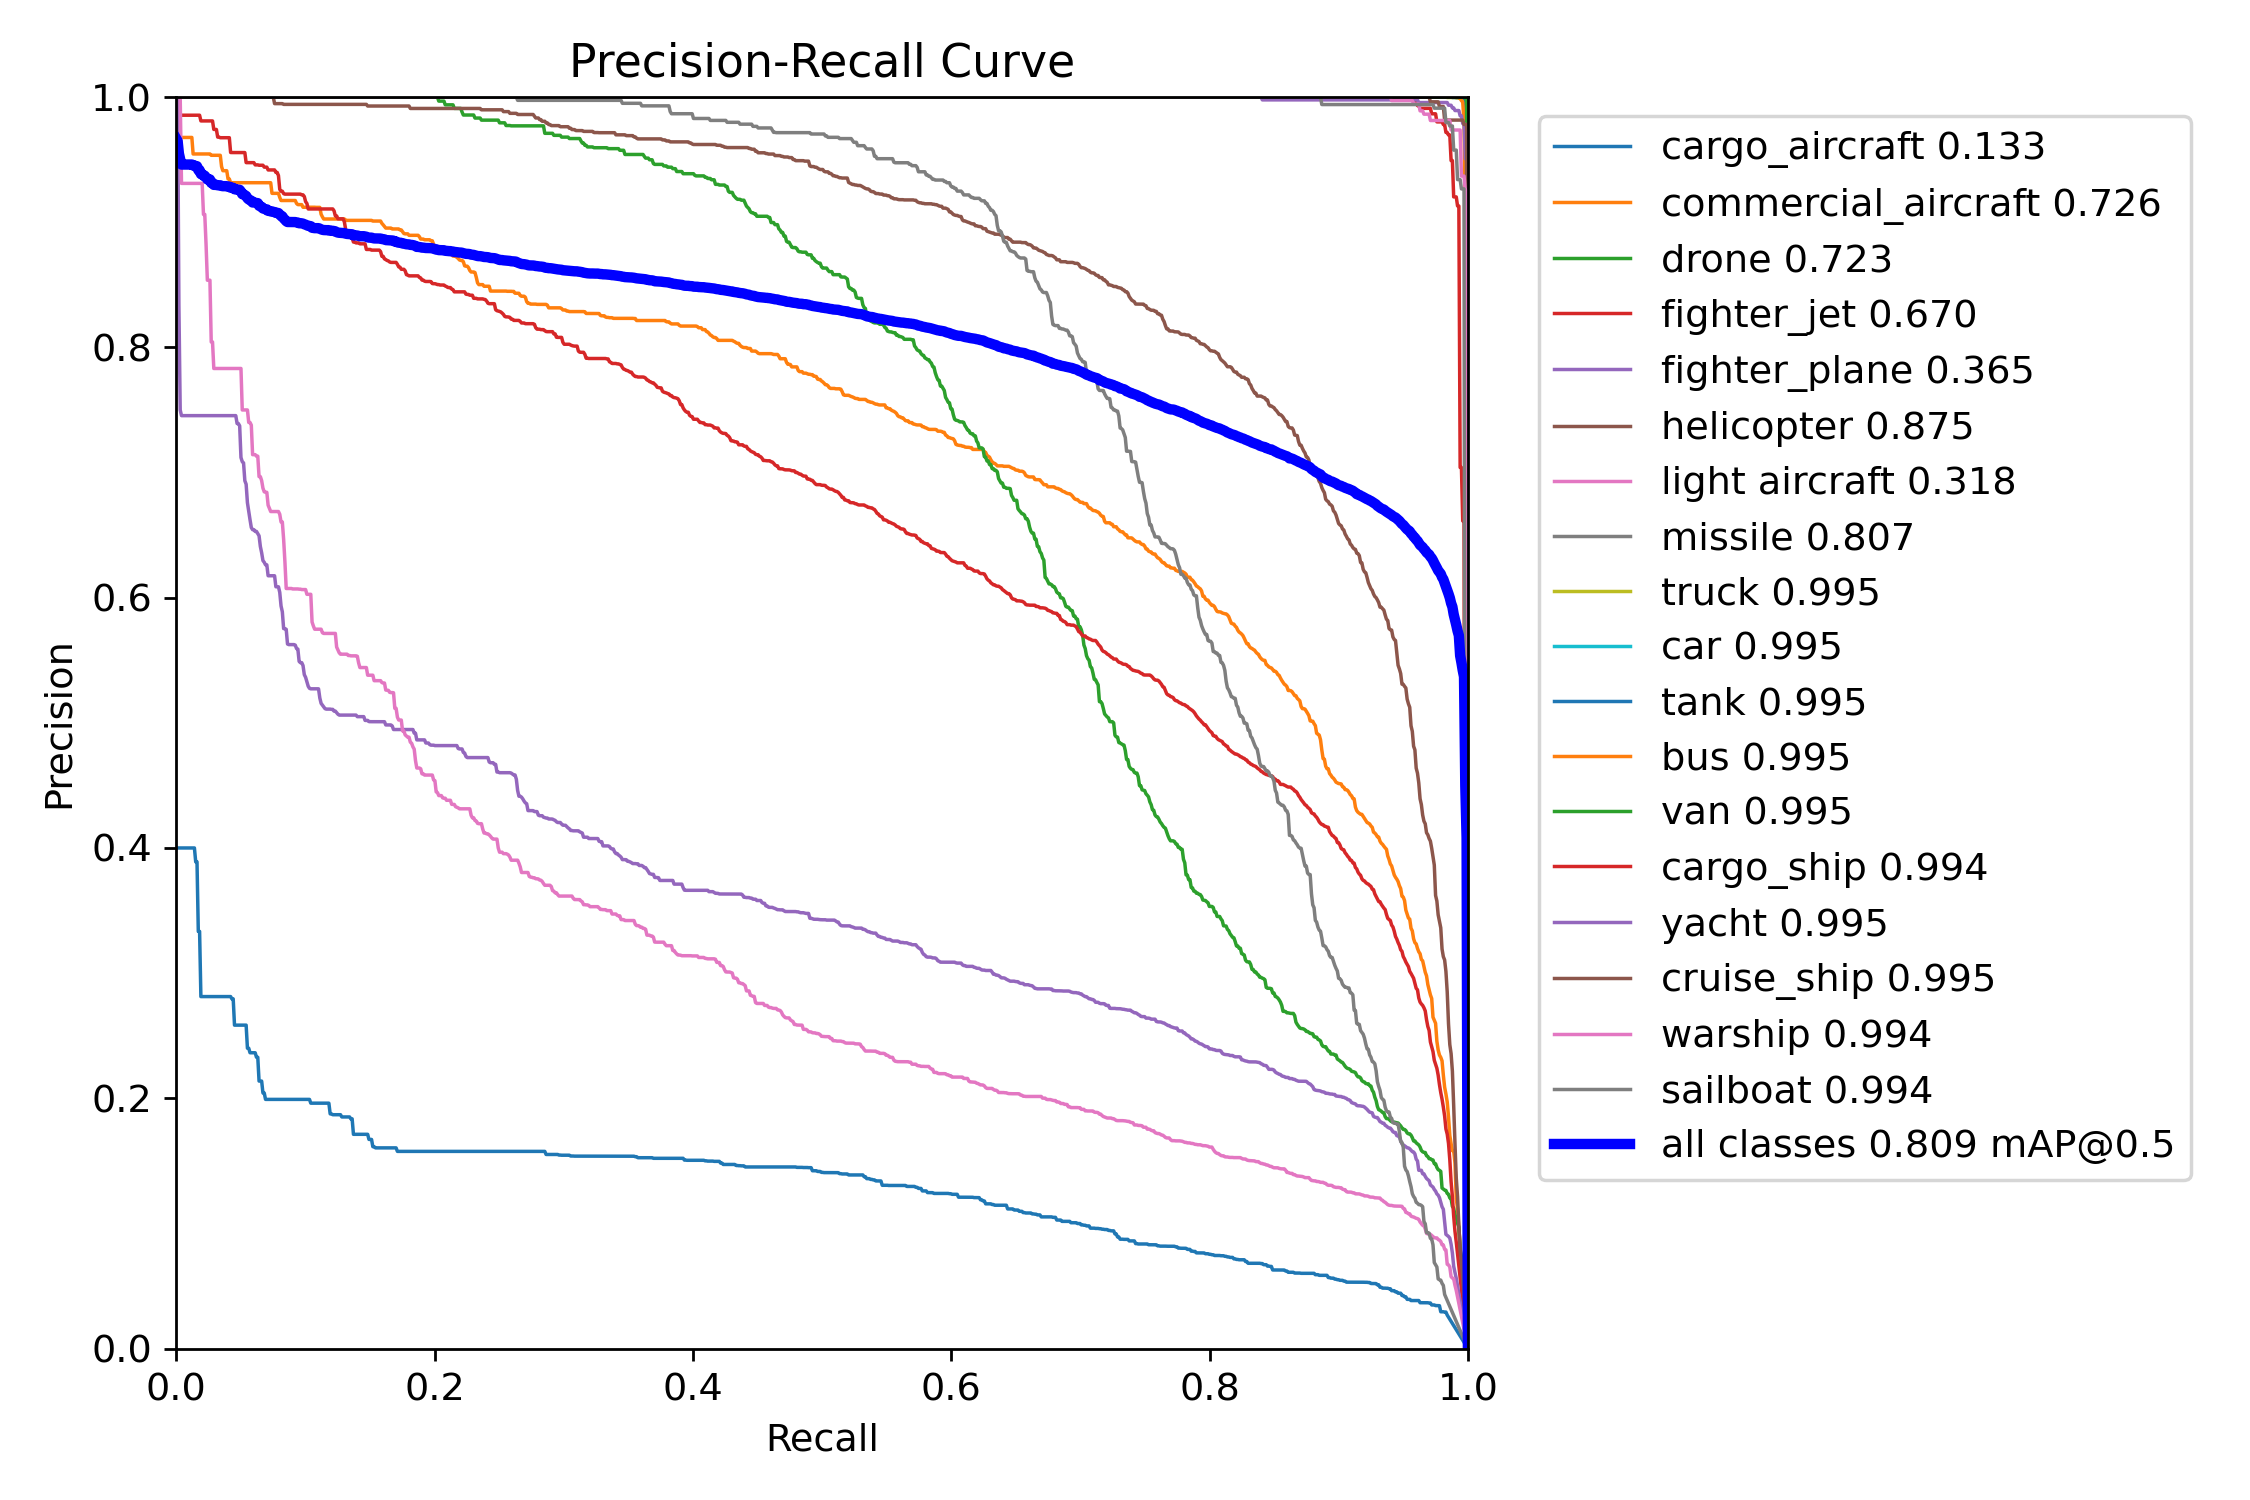 Precision-Recall Curve
1.0
0.8
0.6
0.4
0.2
0.0
Precision
0.0 0.2 0.4 0.6 0.8 1.0
Recall
cargo_aircraft 0.133
commercial_aircraft 0.726
drone 0.723
fighter_jet 0.670
fighter_plane 0.365
helicopter 0.875
light aircraft 0.318
missile 0.807
truck 0.995
car 0.995
tank 0.995
bus 0.995
van 0.995
cargo_ship 0.994
yacht 0.995
cruise_ship 0.995
warship 0.994
sailboat 0.994
all classes 0.809 mAP@0.5